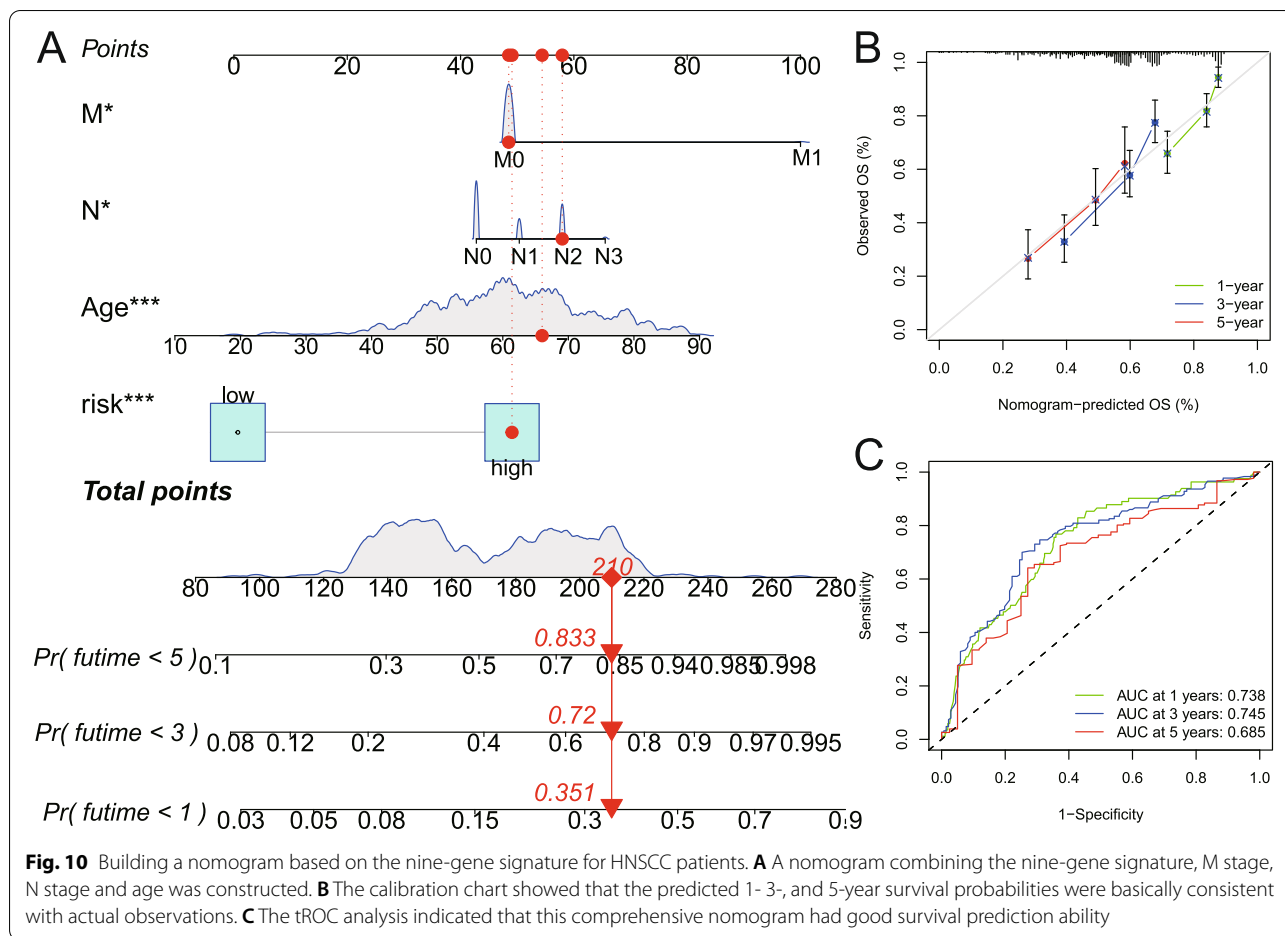 A
Points
0 20 40 60 80 100
M*
M0 M1
N*
N0 N1 N2 N3
Age***
10 20 30 40 50 60 70 80 90
risk***
low
high
Total points
210
80 100 120 140 160 180 200 220 240 260 280
0.833
Pr( futime < 5 )
0.1 0.3 0.5 0.7 0.85 0.94 0.985 0.998
0.72
Pr( futime < 3 )
0.08 0.12 0.2 0.4 0.6 0.8 0.9 0.97 0.995
0.351
Pr( futime < 1 )
0.03 0.05 0.08 0.15 0.3 0.5 0.7 0.9
B
Observed OS (%)
1.0
0.8
0.6
0.4
0.2
0.0
1-year
3-year
5-year
0.0 0.2 0.4 0.6 0.8 1.0
Nomogram-predicted OS (%)
C
Sensitivity
1.0
0.8
0.6
0.4
0.2
0.0
AUC at 1 years: 0.738
AUC at 3 years: 0.745
AUC at 5 years: 0.685
0.0 0.2 0.4 0.6 0.8 1.0
1-Specificity
Fig. 10 Building a nomogram based on the nine-gene signature for HNSCC patients. A A nomogram combining the nine-gene signature, M stage,
N stage and age was constructed. B The calibration chart showed that the predicted 1- 3-, and 5-year survival probabilities were basically consistent
with actual observations. C The tROC analysis indicated that this comprehensive nomogram had good survival prediction ability